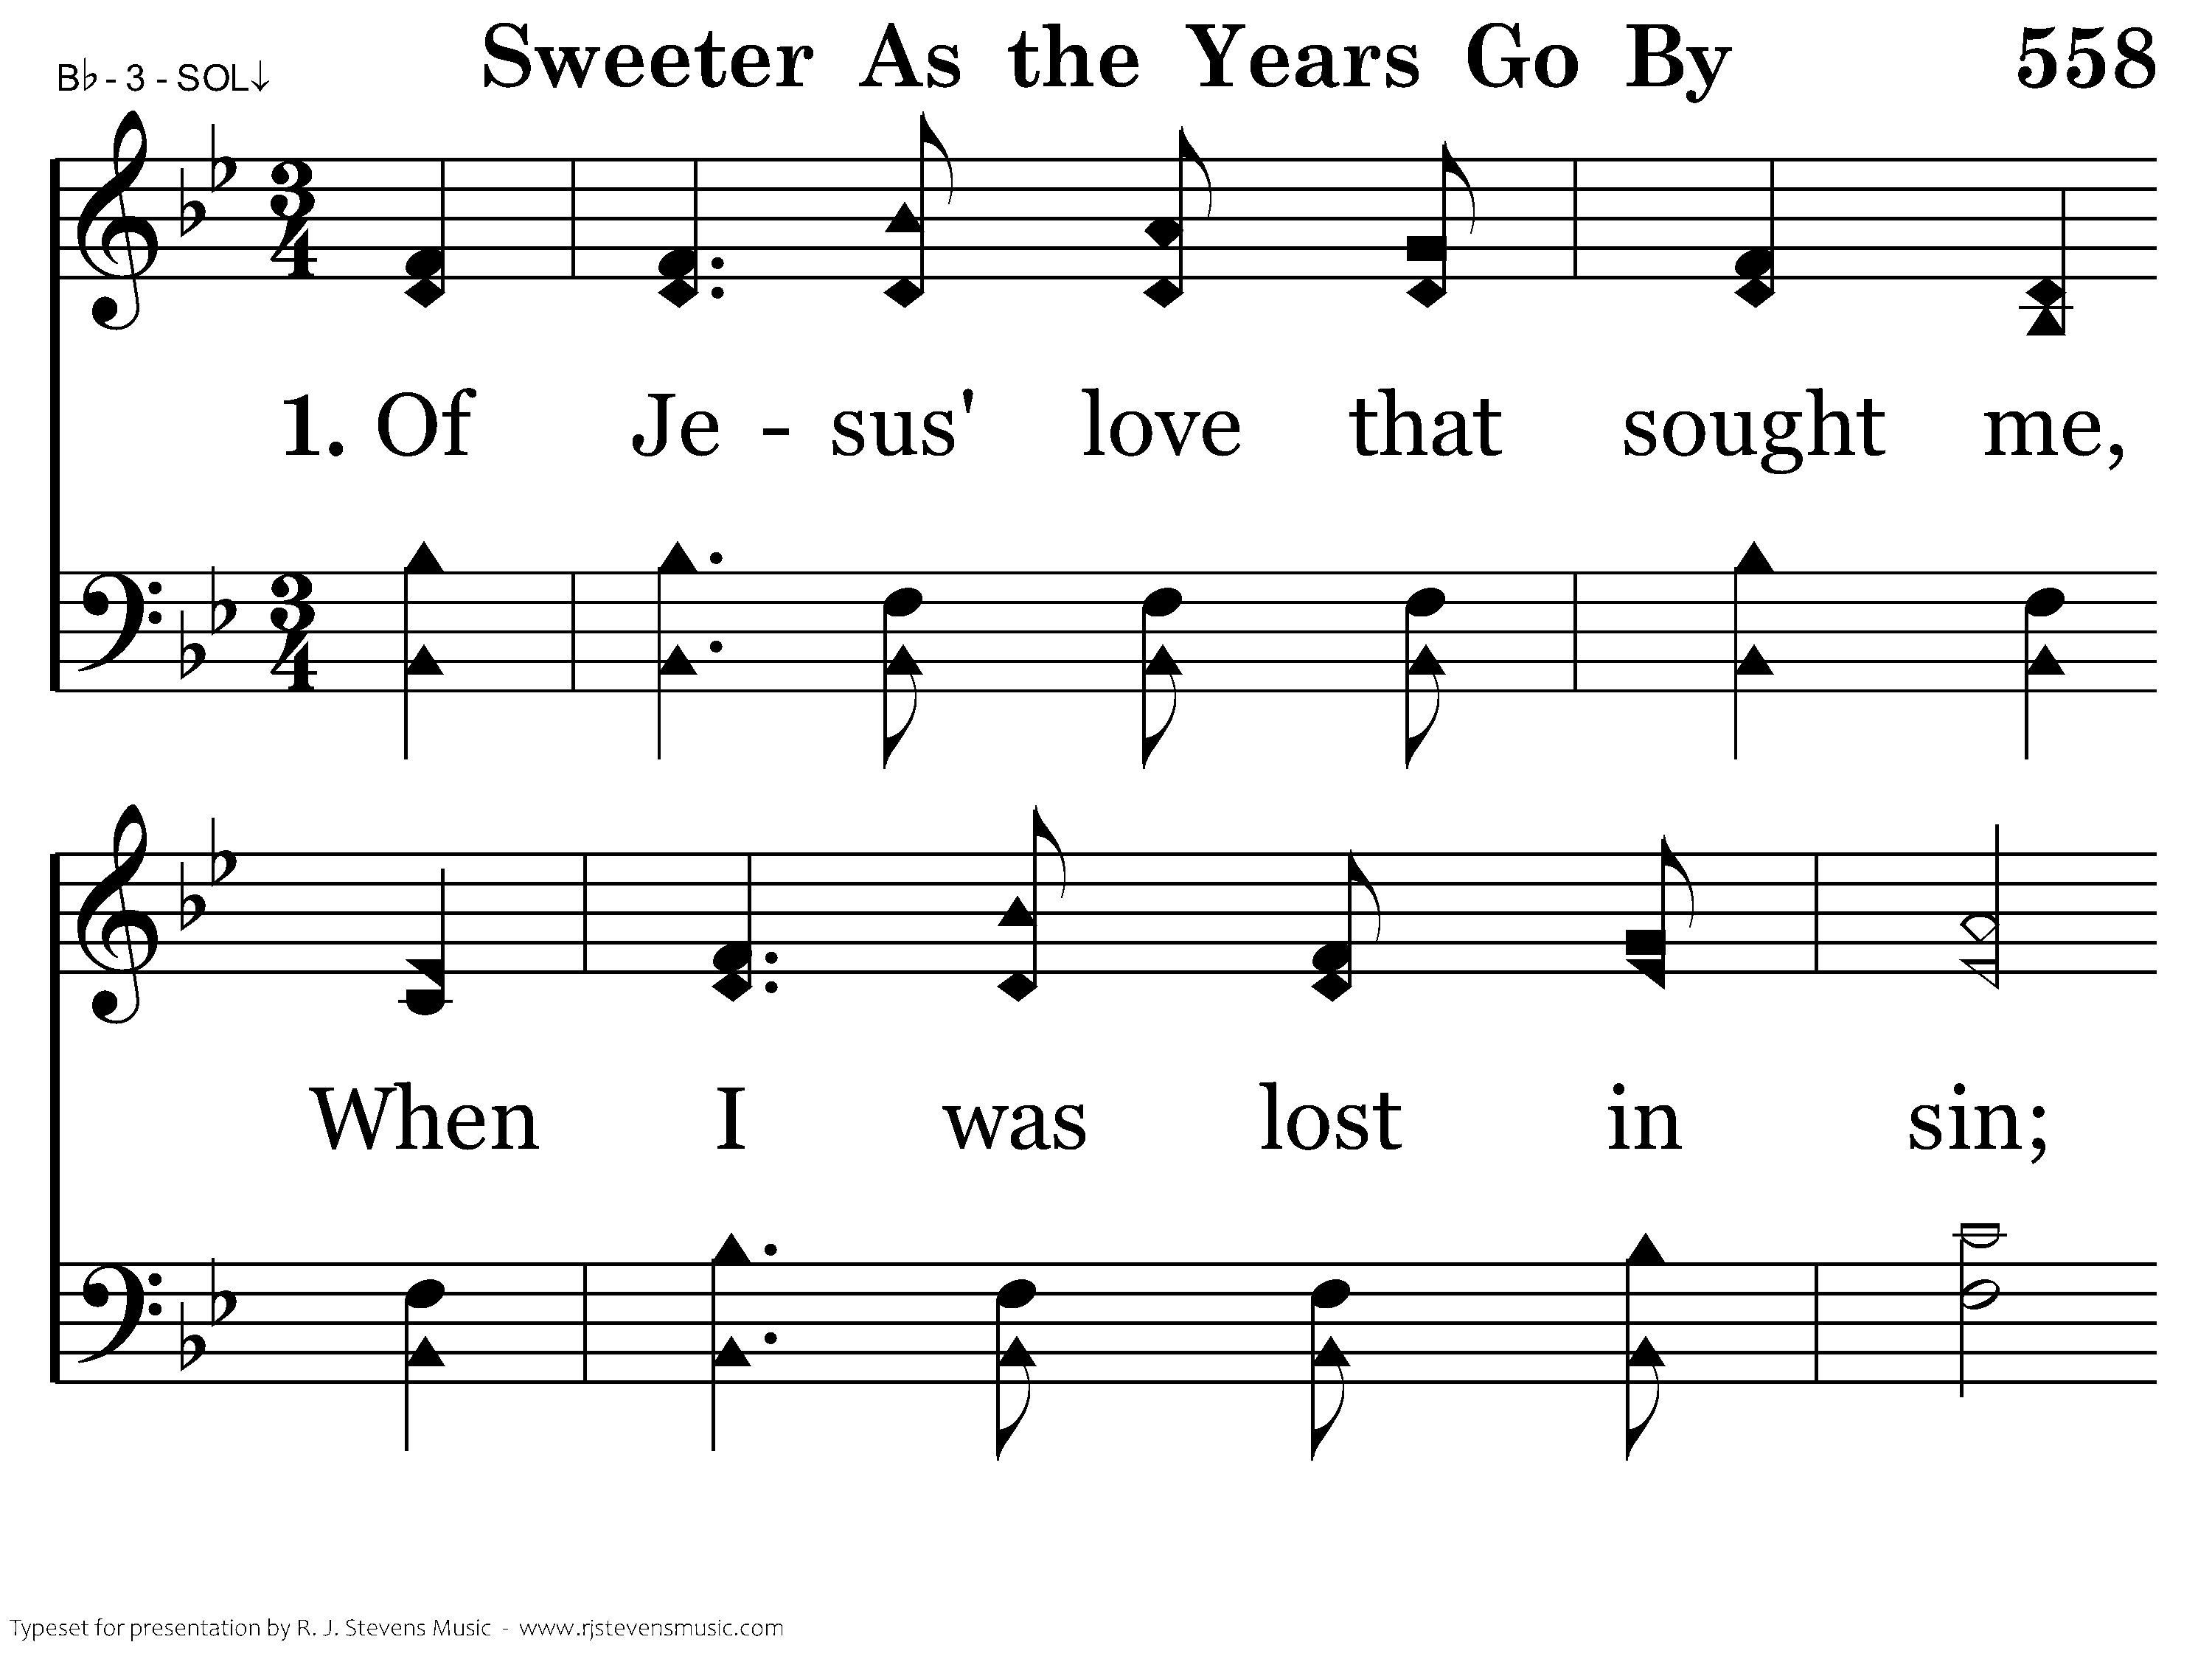 Sweeter As the Years Go By 558
B♭ - 3 - SOL↓
3
4
1. Of Je - sus' love that sought me,
3
4
When I was lost in sin;
Typeset for presentation by R. J. Stevens Music - www.rjstevensmusic.com